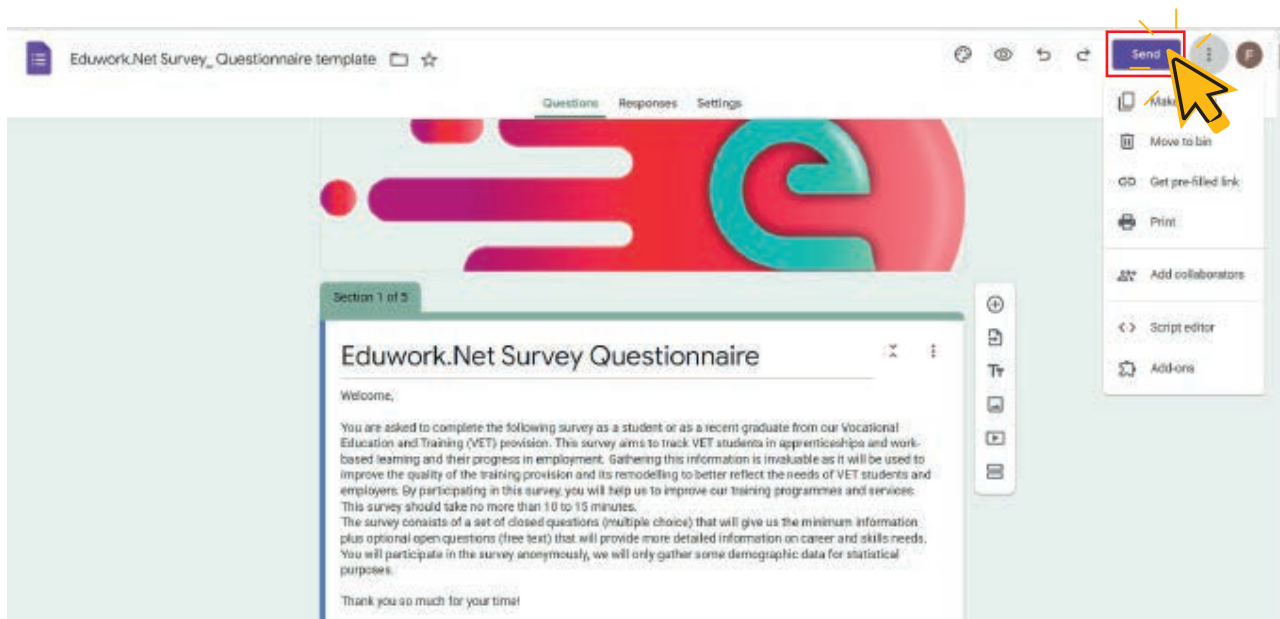 Eduwork.Net Survey_ Questionnaire template
Send
F
Questions Responses Settings
Make
Move to bin
Get pre-filled link
Print
Add collaborators
Script editor
Add-ons
Section 1 of 5
Eduwork.Net Survey Questionnaire
Tт
Welcome,
You are asked to complete the following survey as a student or as a recent graduate from our Vocational
Education and Training (VET) provision. This survey aims to track VET students in apprenticeships and work-
based learning and their progress in employment. Gathering this information is invaluable as it will be used to
improve the quality of the training provision and its remodelling to better reflect the needs of VET students and
employers. By participating in this survey, you will help us to improve our training programmes and services.
This survey should take no more than 10 to 15 minutes.
The survey consists of a set of closed questions (multiple choice) that will give us the minimum information
plus optional open questions (free text) that will provide more detailed information on career and skills needs.
You will participate in the survey anonymously, we will only gather some demographic data for statistical
purposes.
Thank you so much for your time!